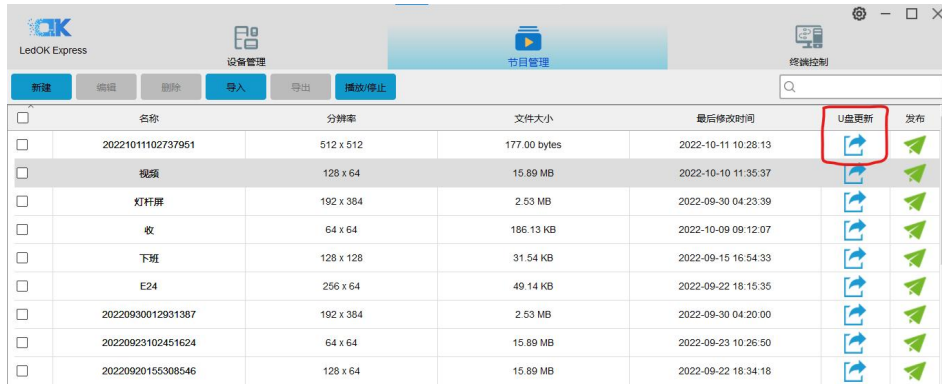 LOK
LedOK Express
设备管理
节目管理
终端控制
新建 编辑 删除 导入 导出 播放/停止
名称 分辨率 文件大小 最后修改时间 U盘更新 发布
20221011102737951 512 x 512 177.00 bytes 2022-10-11 10:28:13
视频 128 x 64 15.89 MB 2022-10-10 11:35:37
灯杆屏 192 x 384 2.53 MB 2022-09-30 04:23:39
收 64 x 64 186.13 KB 2022-10-09 09:12:07
下班 128 x 128 31.54 KB 2022-09-15 16:54:33
E24 256 x 64 49.14 KB 2022-09-22 18:15:35
20220930012931387 192 x 384 2.53 MB 2022-09-30 04:20:00
20220923102451624 64 x 64 15.89 MB 2022-09-23 10:26:50
20220920155308546 128 x 64 15.89 MB 2022-09-22 18:34:18